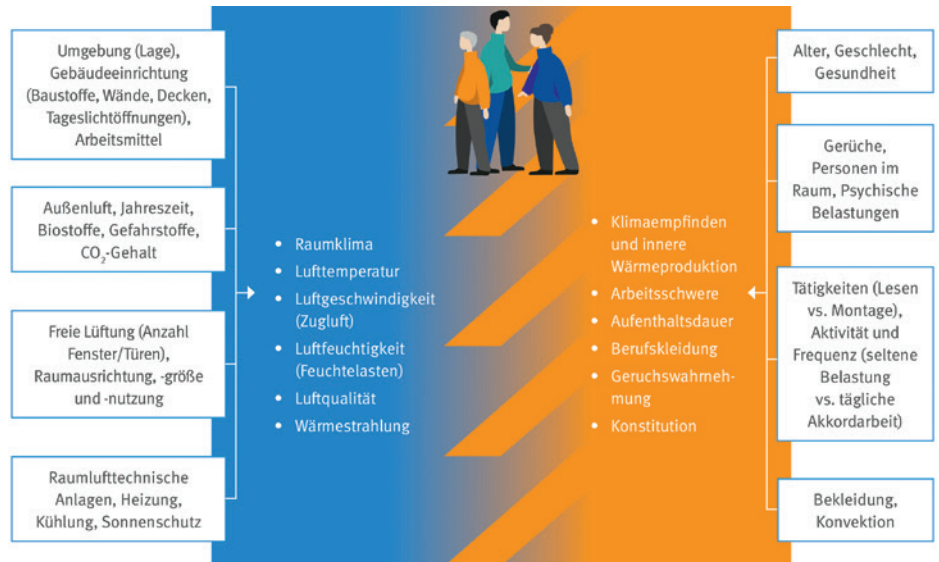 Umgebung (Lage),
Gebäudeeinrichtung
(Baustoffe, Wände, Decken,
Tageslichtöffnungen),
Arbeitsmittel
Außenluft, Jahreszeit,
Biostoffe, Gefahrstoffe,
CO₂-Gehalt
Freie Lüftung (Anzahl
Fenster/Türen),
Raumausrichtung, -größe
und -nutzung
Raumlufttechnische
Anlagen, Heizung,
Kühlung, Sonnenschutz
• Raumklima
• Lufttemperatur
• Luftgeschwindigkeit
(Zugluft)
• Luftfeuchtigkeit
(Feuchtelasten)
• Luftqualität
• Wärmestrahlung
• Klimaempfinden
und innere
Wärmeproduktion
• Arbeitsschwere
• Aufenthaltsdauer
• Berufskleidung
• Geruchswahrneh-
mung
• Konstitution
Alter, Geschlecht,
Gesundheit
Gerüche,
Personen im
Raum, Psychische
Belastungen
Tätigkeiten (Lesen
vs. Montage),
Aktivität und
Frequenz (seltene
Belastung
vs. tägliche
Akkordarbeit)
Bekleidung,
Konvektion